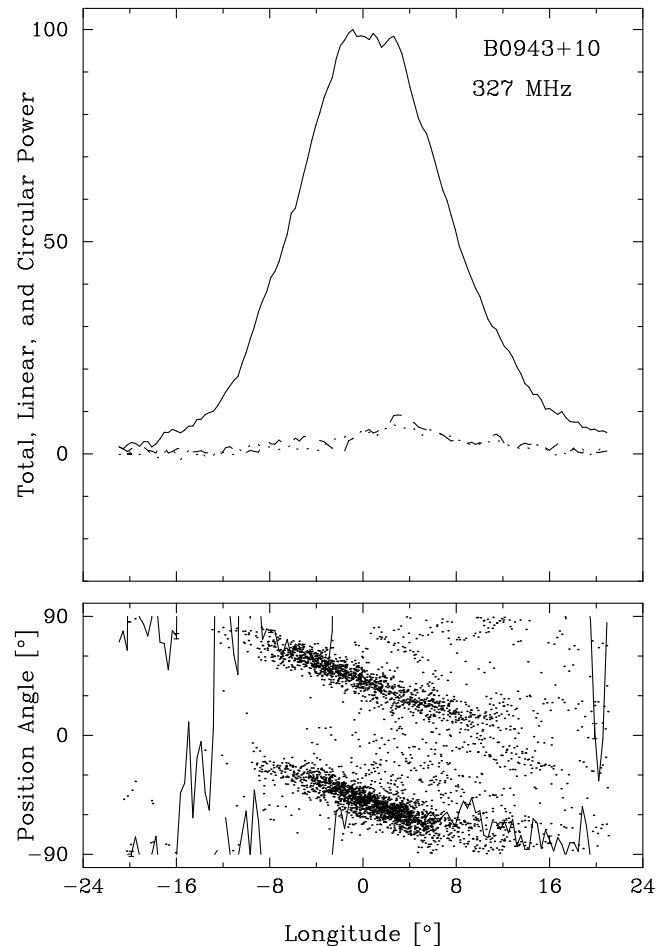 100
B0943+10
327 MHz
50
0
Total, Linear, and Circular Power
90
0
−90
Position Angle [°]
−24 −16 −8 0 8 16 24
Longitude [°]